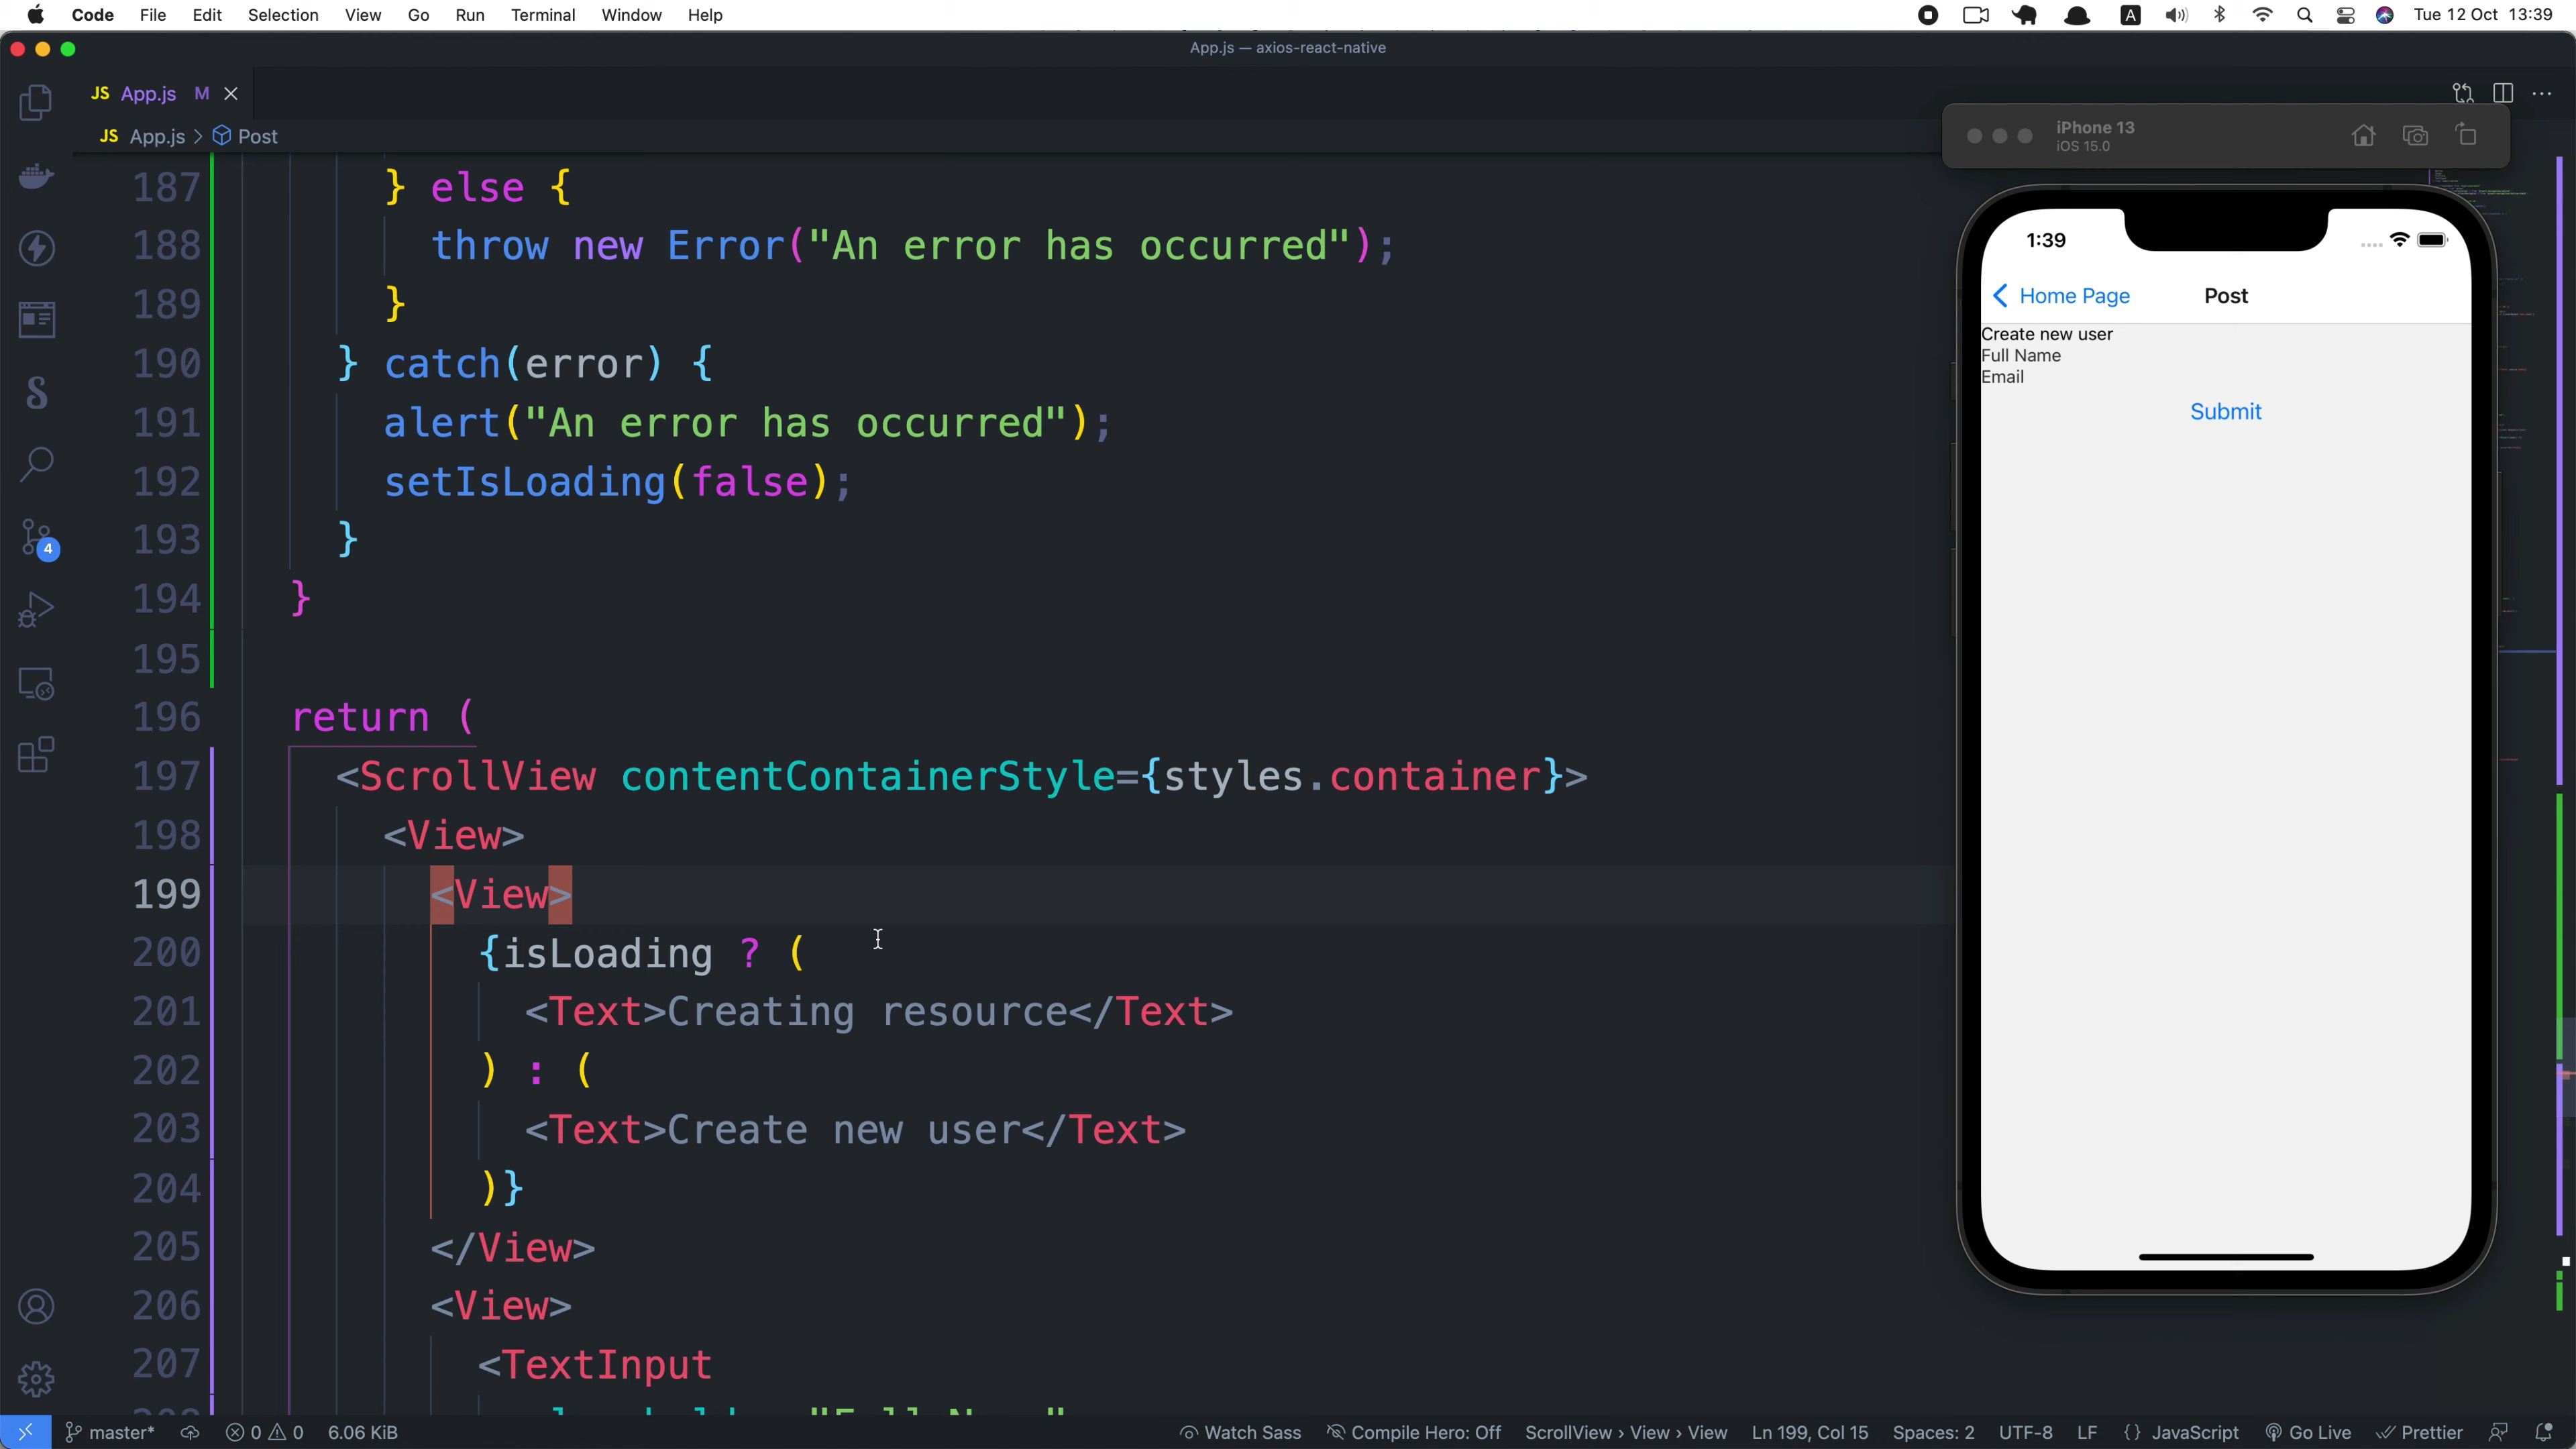 Code File Edit Selection View Go Run Terminal Window Help
A Tue 12 Oct 13:39
App.js — axios-react-native
JS App.js M
JS App.js > Post
187 } else {
188 throw new Error("An error has occurred");
189 }
190 } catch(error) {
191 alert("An error has occurred");
192 setIsLoading(false);
193 }
194 }
195
196 return (
197 <ScrollView contentContainerStyle={styles.container}>
198 <View>
199 <View>
200 {isLoading ? (
201 <Text>Creating resource</Text>
202 ) : (
203 <Text>Create new user</Text>
204 )}
205 </View>
206 <View>
207 <TextInput
4
iPhone 13
iOS 15.0
1:39
Home Page Post
Create new user
Full Name
Email
Submit
master* 0 0 6.06 KiB Watch Sass Compile Hero: Off ScrollView › View › View Ln 199, Col 15 Spaces: 2 UTF-8 LF {} JavaScript Go Live Prettier